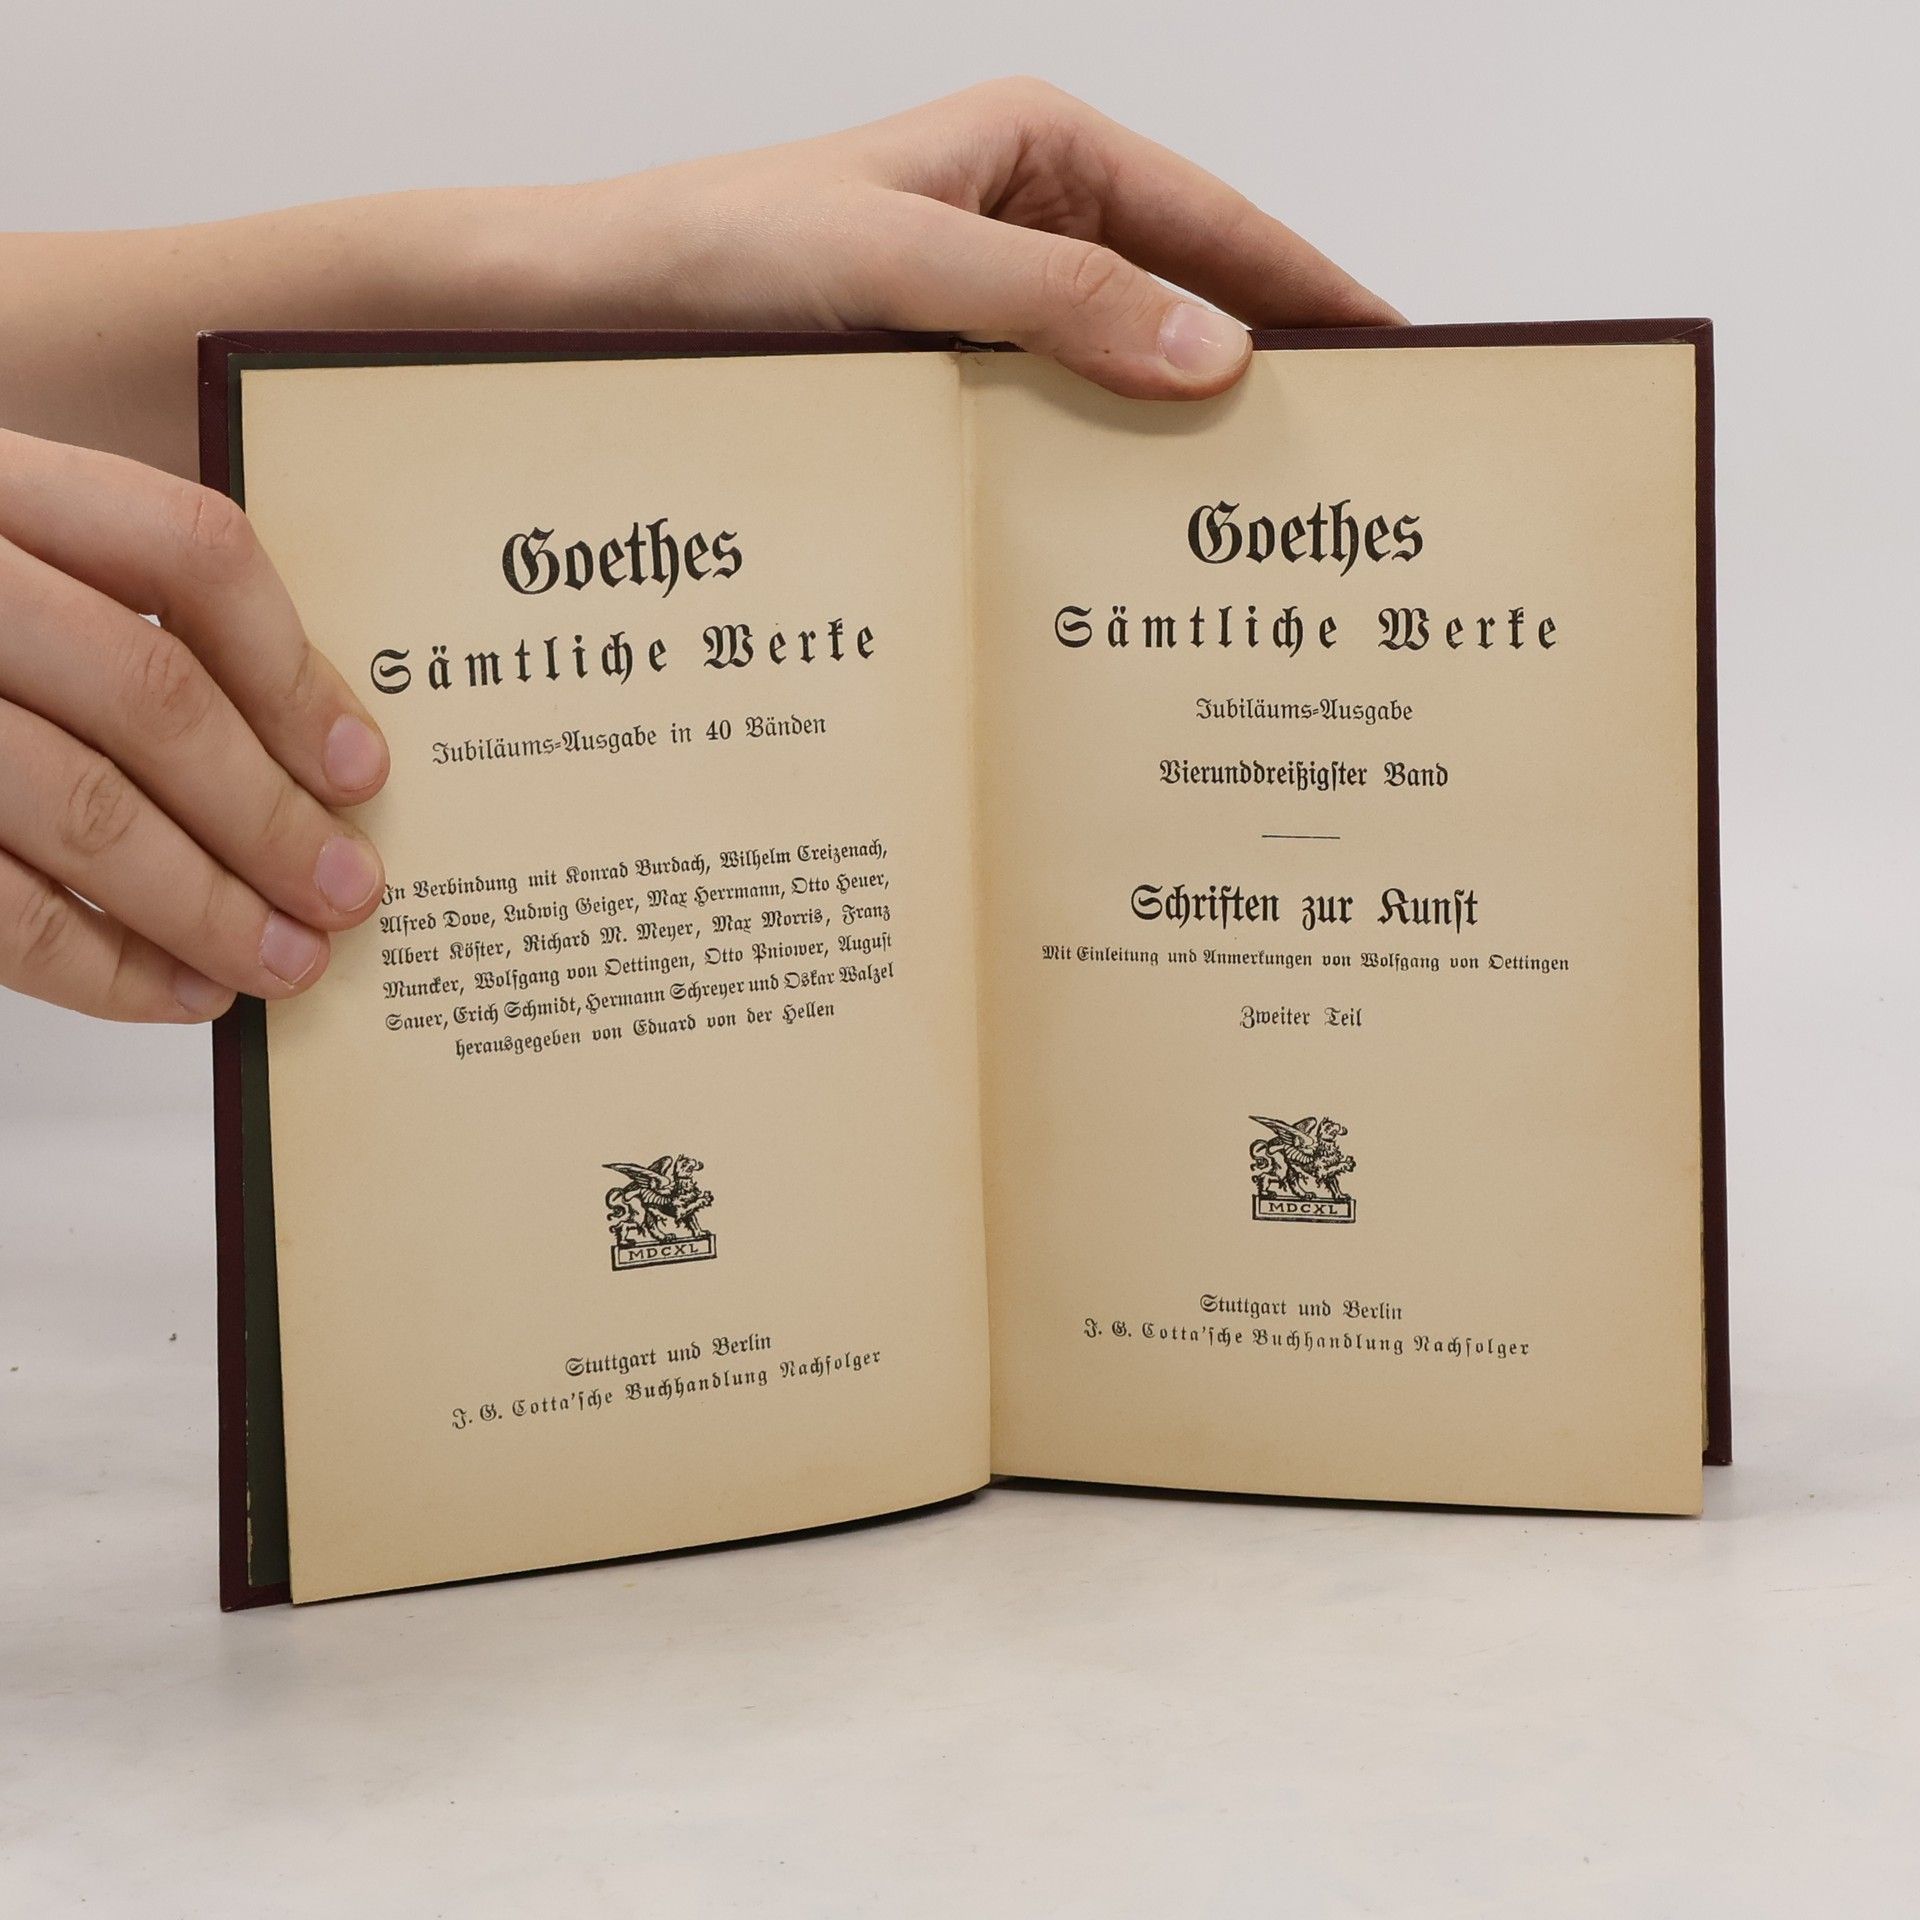 Goethes
Sämtliche Werke
Jubiläums-Ausgabe in 40 Bänden
In Verbindung mit Konrad Burdach, Wilhelm Creizenach,
Alfred Dove, Ludwig Geiger, Max Herrmann, Otto Heuer,
Albert Köster, Richard M. Meyer, Max Morris, Franz
Muncker, Wolfgang von Oettingen, Otto Pniower, August
Sauer, Erich Schmidt, Hermann Schreyer und Oskar Walzel
herausgegeben von Eduard von der Hellen
MDCXL
Stuttgart und Berlin
J. G. Cotta'sche Buchhandlung Nachfolger
Goethes
Sämtliche Werke
Jubiläums-Ausgabe
Vierunddreißigster Band
Schriften zur Kunst
Mit Einleitung und Anmerkungen von Wolfgang von Oettingen
Zweiter Teil
MDCXL
Stuttgart und Berlin
J. G. Cotta'sche Buchhandlung Nachfolger